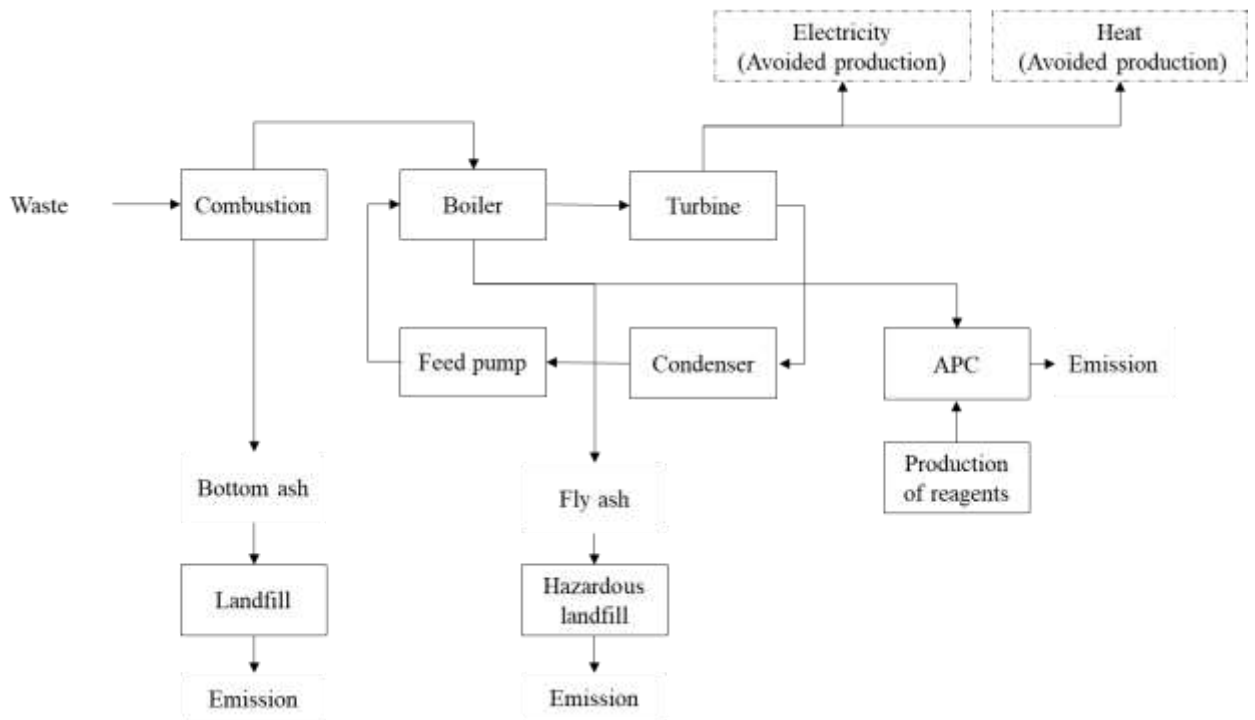 Electricity
(Avoided production)
Heat
(Avoided production)
Waste
Combustion
Boiler
Turbine
Feed pump
Condenser
APC
Emission
Production
of reagents
Bottom ash
Fly ash
Landfill
Hazardous
landfill
Emission
Emission